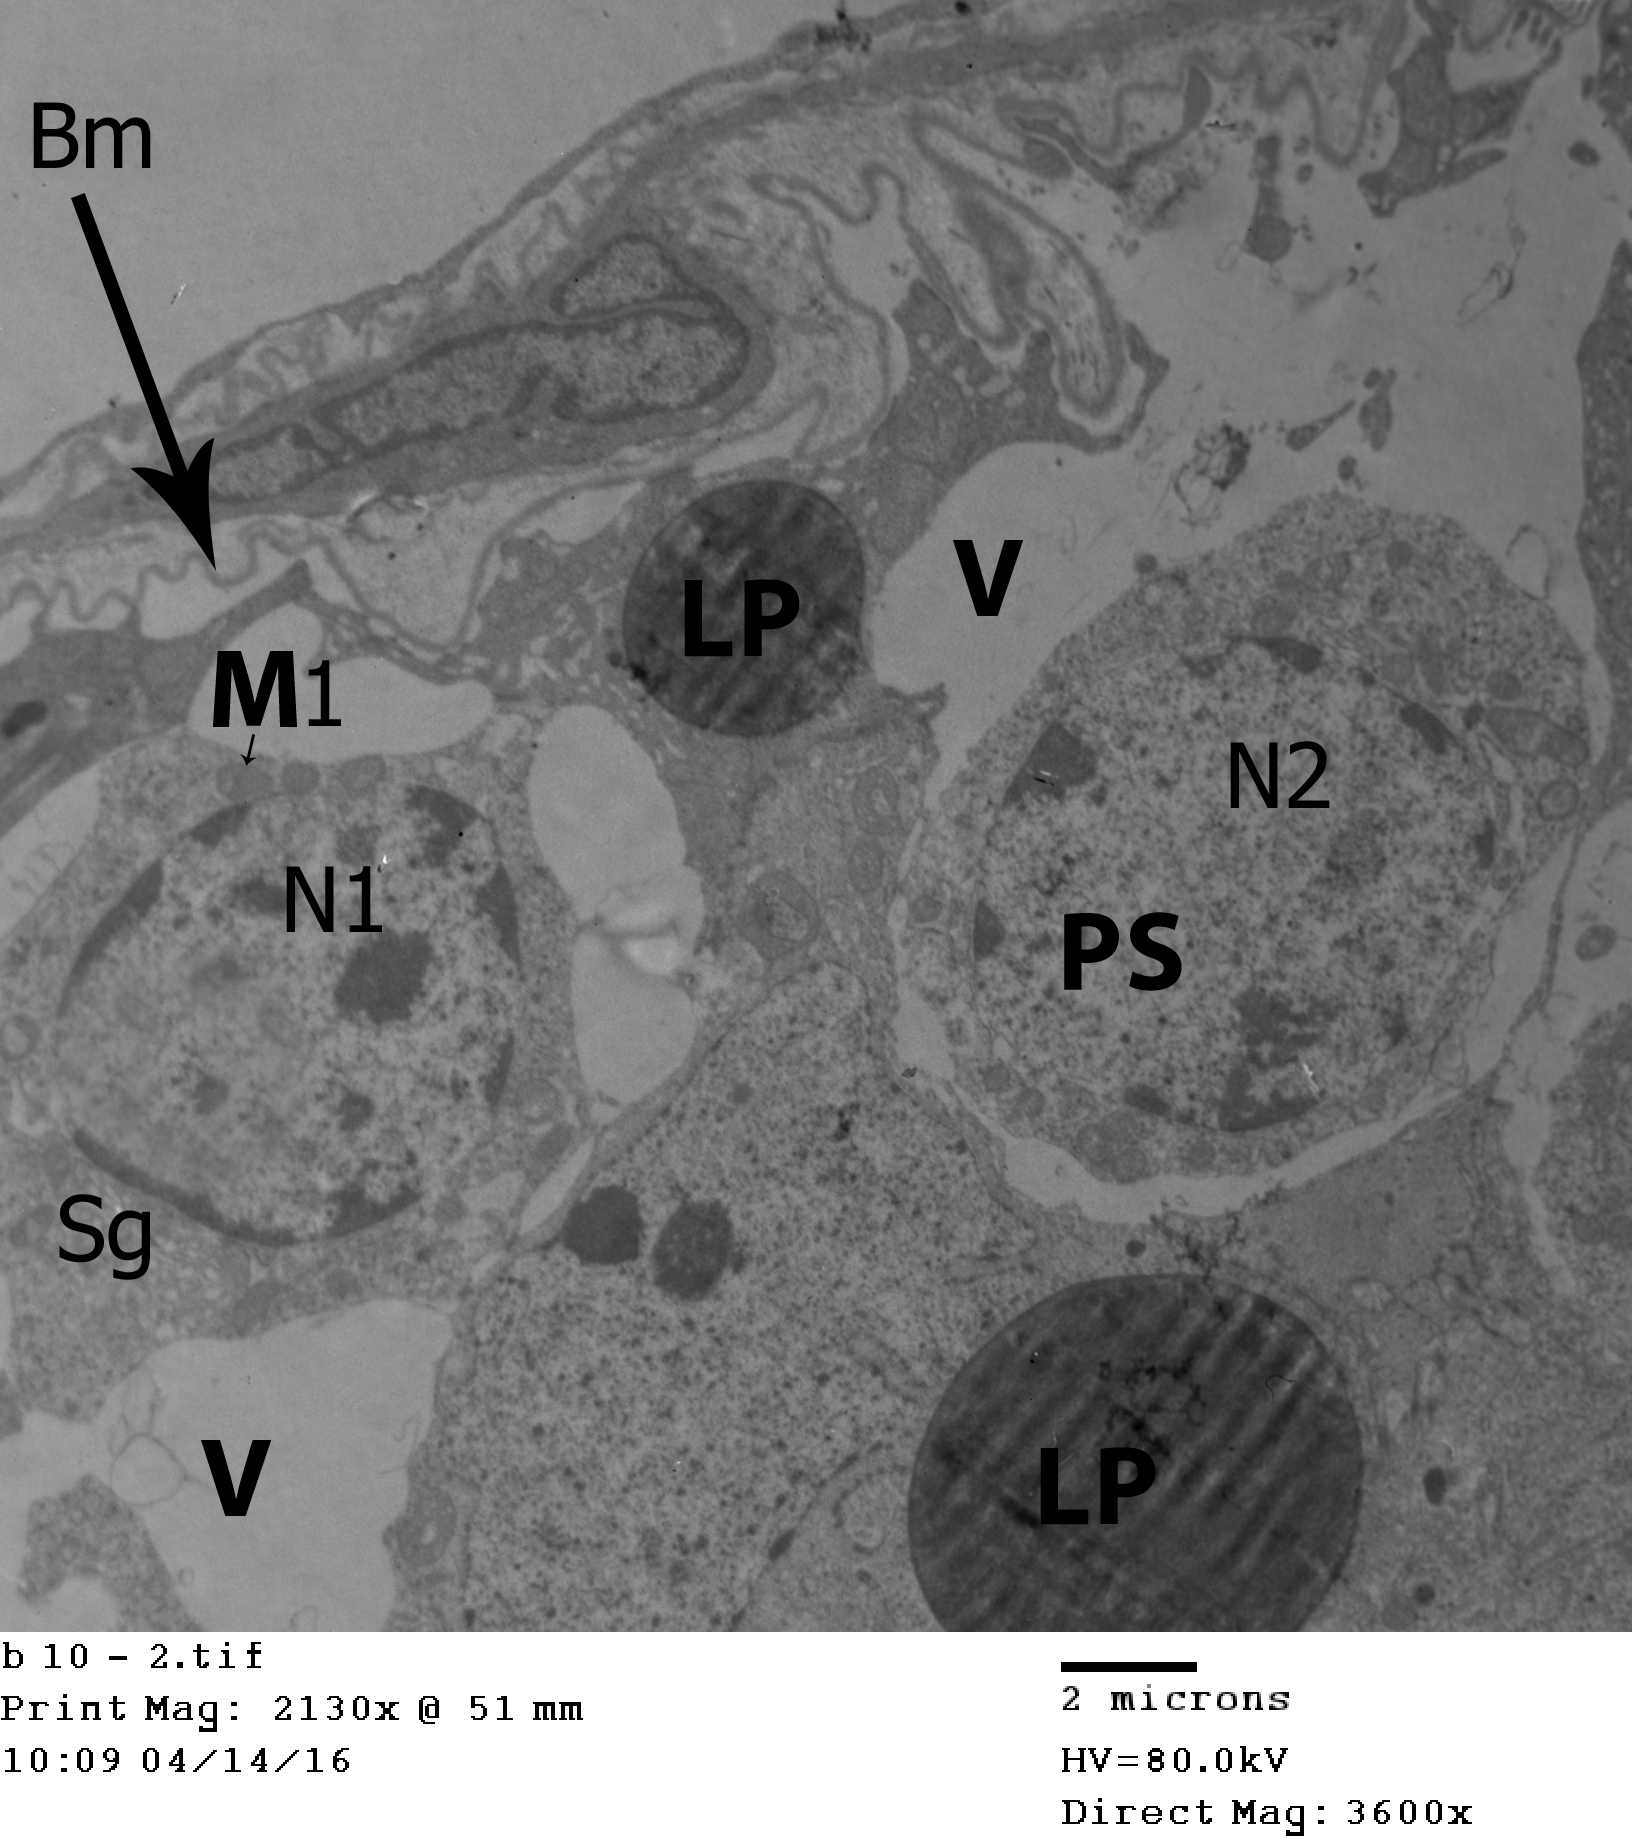 Bm
LP
V
M1
N2
N1
PS
Sg
V
LP
b 10 - 2.tif
Print Mag: 2130x @ 51 mm
10:09 04/14/16
2 microns
HV=80.0kV
Direct Mag: 3600x